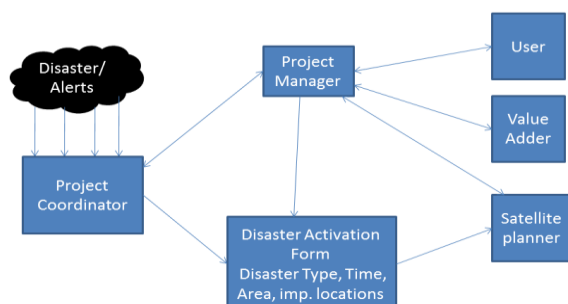 Disaster/
Alerts
Project
Manager
User
Value
Adder
Project
Coordinator
Disaster Activation
Form
Disaster Type, Time,
Area, imp. locations
Satellite
planner